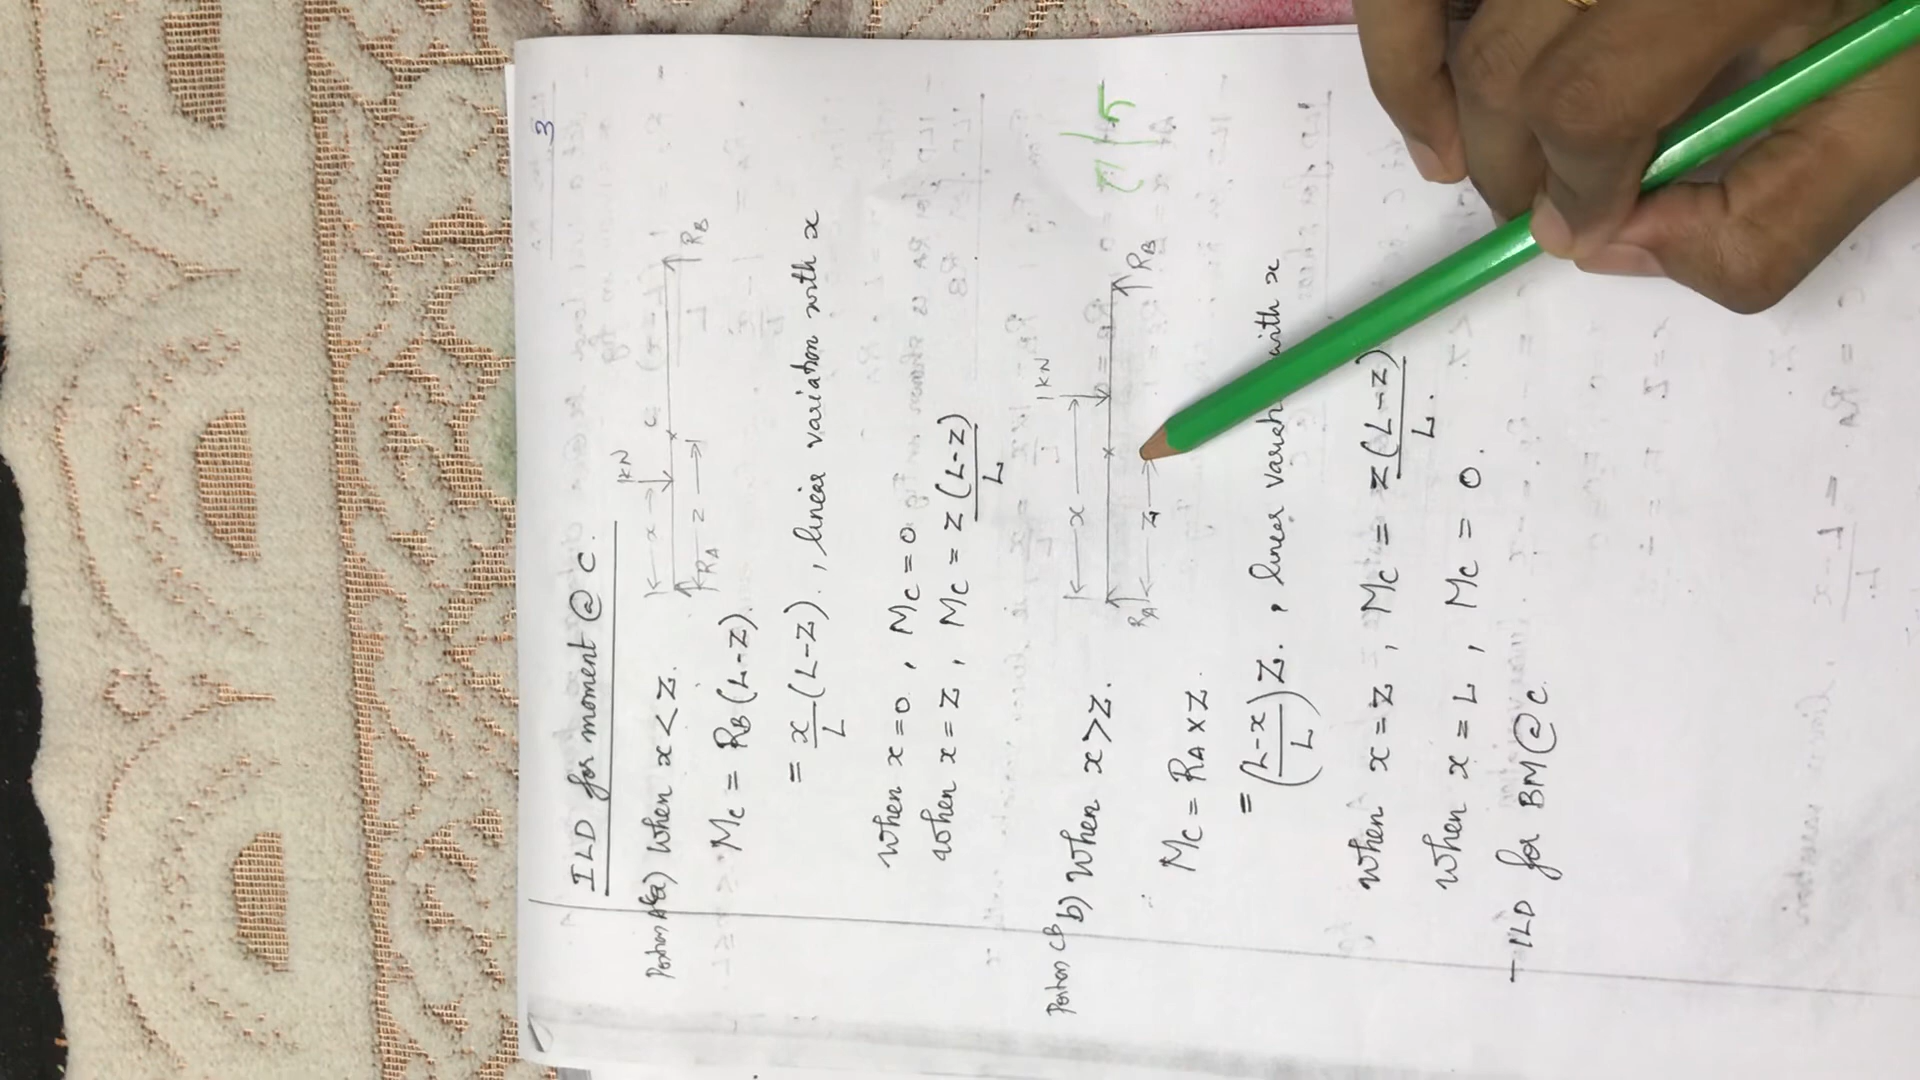 3
ILD for moment @ C.
Portion AC a) When x < Z.
x 1KN C
RA Z L RB
Mc = RB (L-Z).
= x/L (L-Z). , linear variation with x
When x = 0 , Mc = 0
When x = Z , Mc = Z(L-Z)/L
Portion CB b) When x > Z.
x 1KN
RA Z RB
Mc = RA x Z.
= (L-x/L) Z. , linear variation with x
When x = Z , Mc = Z(L-Z)/L.
When x = L , Mc = 0.
- ILD for BM @ C